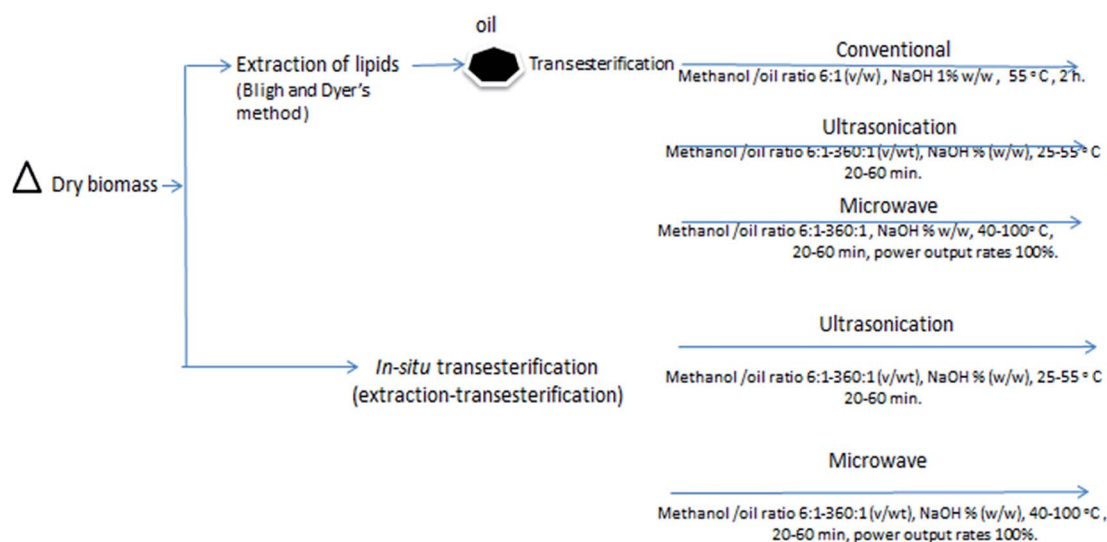 oil
Extraction of lipids
(Bligh and Dyer's
method)
Transesterification
Conventional
Methanol /oil ratio 6:1 (v/w) , NaOH 1% w/w , 55 º C , 2 h.
Ultrasonication
Methanol /oil ratio 6:1-360:1 (v/wt), NaOH % (w/w), 25-55 º C
20-60 min.
Δ Dry biomass
Microwave
Methanol /oil ratio 6:1-360:1, NaOH % w/w, 40-100º C,
20-60 min, power output rates 100%.
In-situ transesterification
(extraction-transesterification)
Ultrasonication
Methanol /oil ratio 6:1-360:1 (v/wt), NaOH % (w/w), 25-55 º C
20-60 min.
Microwave
Methanol /oil ratio 6:1-360:1 (v/wt), NaOH % (w/w), 40-100 ºC ,
20-60 min, power output rates 100%.